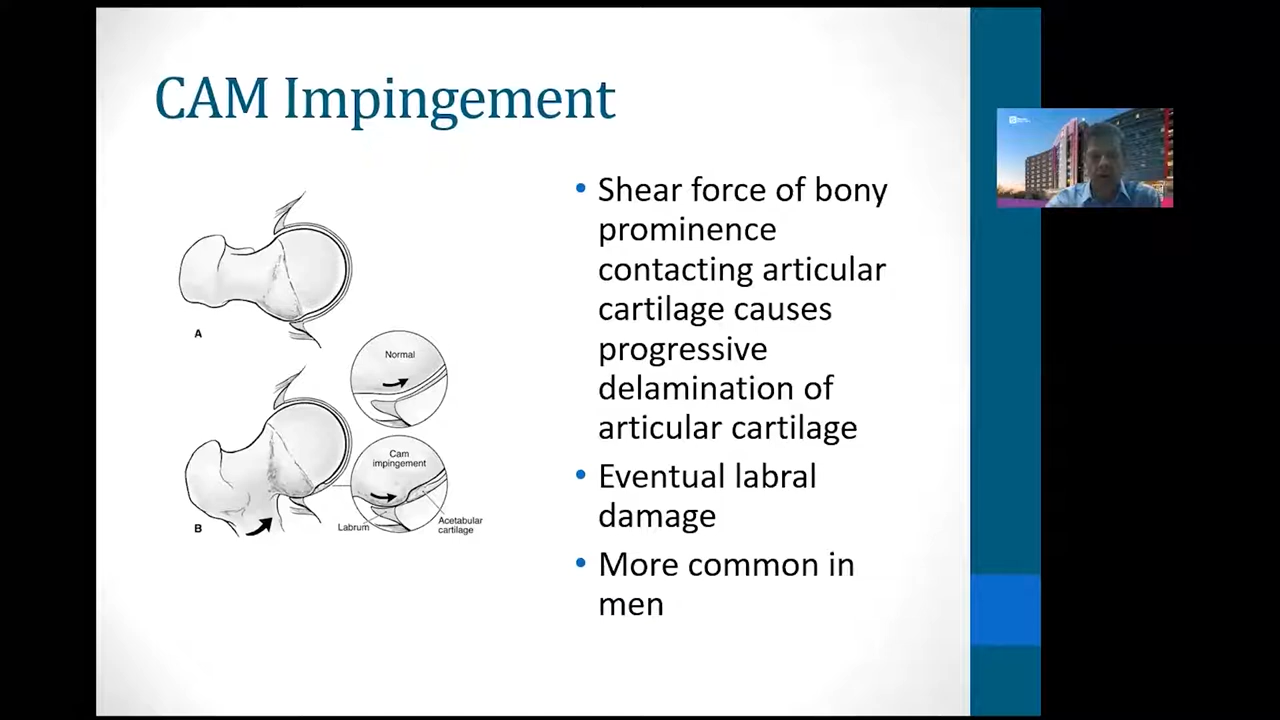 CAM Impingement
• Shear force of bony
prominence
contacting articular
cartilage causes
progressive
delamination of
articular cartilage
• Eventual labral
damage
• More common in
men
A
Normal
Cam
impingement
Labrum
Acetabular
cartilage
B